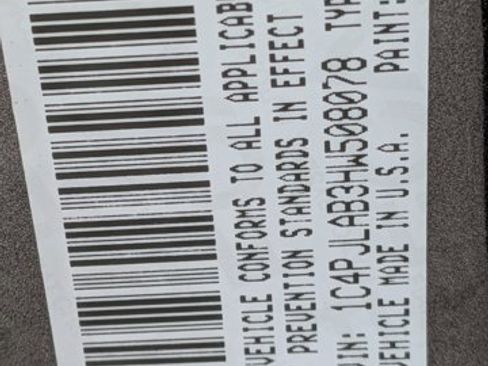 VEHICLE CONFORMS TO ALL APPLICAB
PREVENTION STANDARDS IN EFFECT
VIN: 1C4PJLAB3HW508078 TYP
VEHICLE MADE IN U.S.A. PAINT: